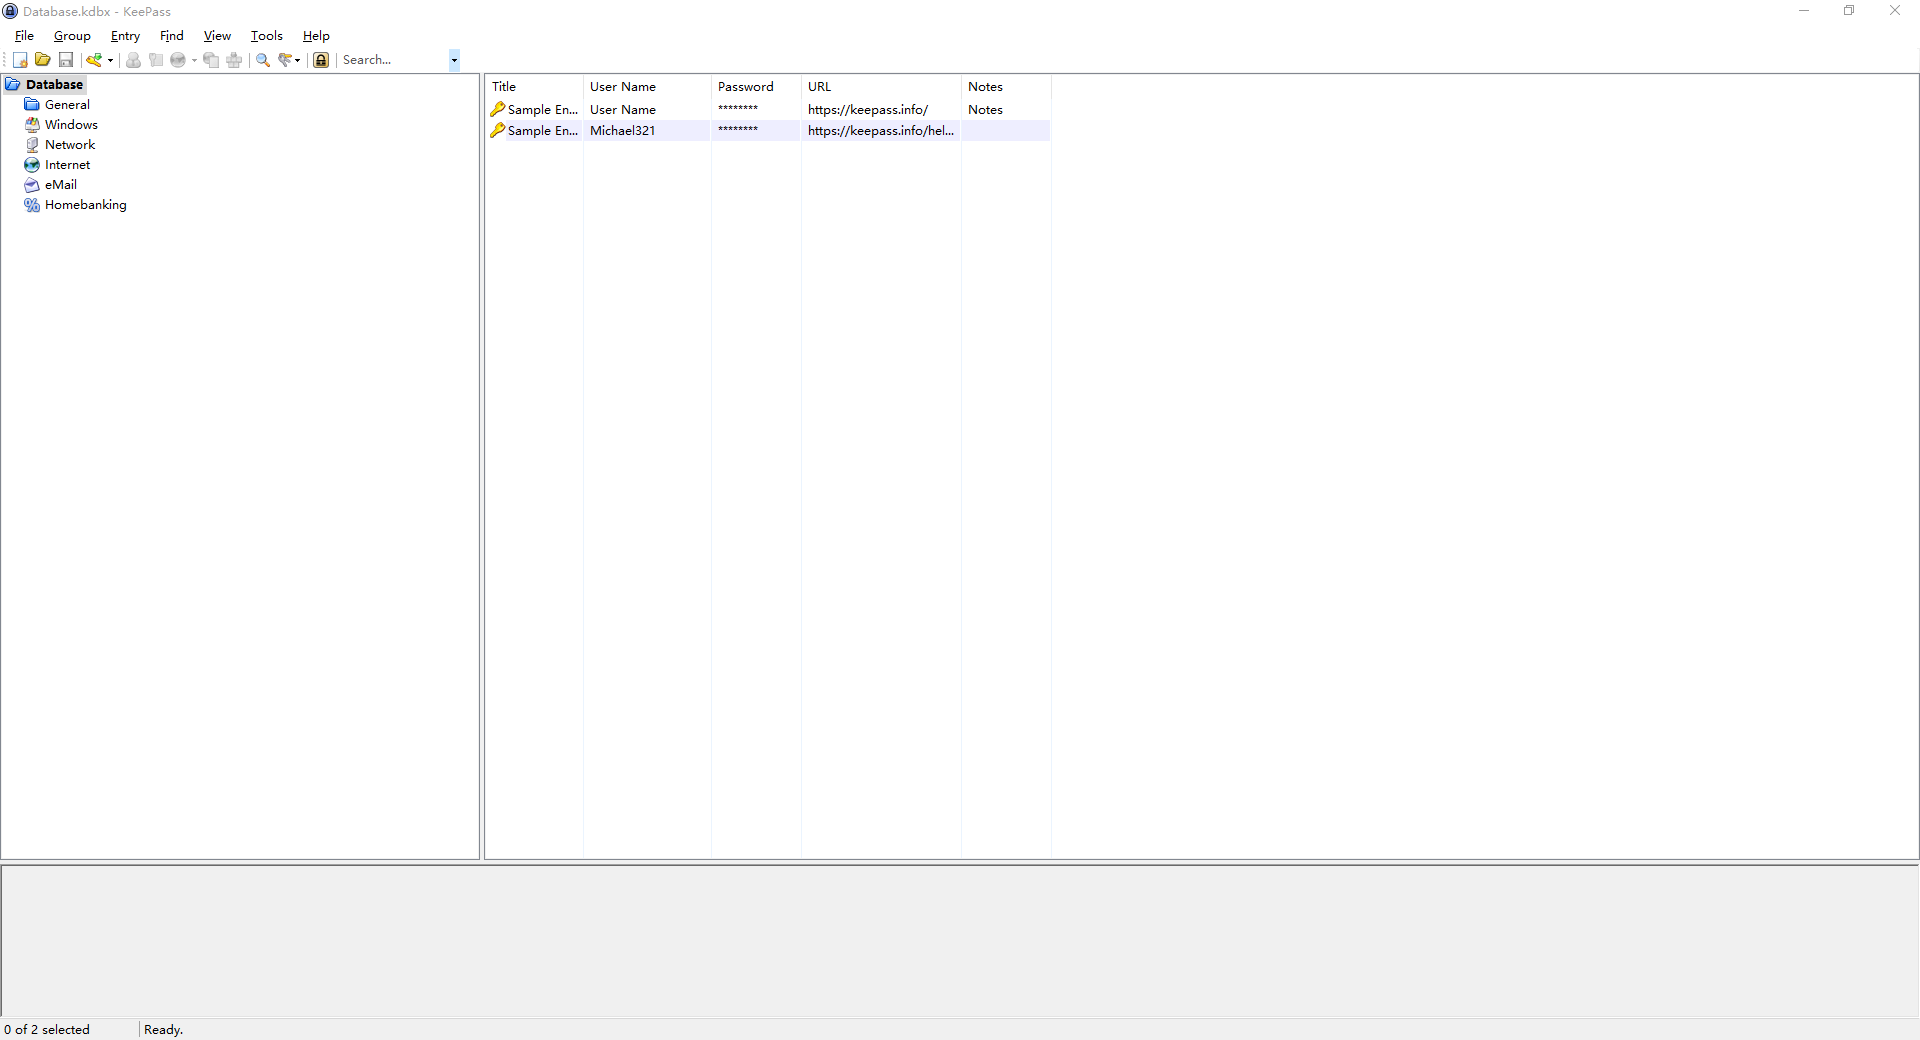 Database.kdbx - KeePass
File Group Entry Find View Tools Help
Search...
Database
General
Windows
Network
Internet
eMail
Homebanking
Title User Name Password URL Notes
Sample En... User Name ******** https://keepass.info/ Notes
Sample En... Michael321 ******** https://keepass.info/hel...
0 of 2 selected Ready.